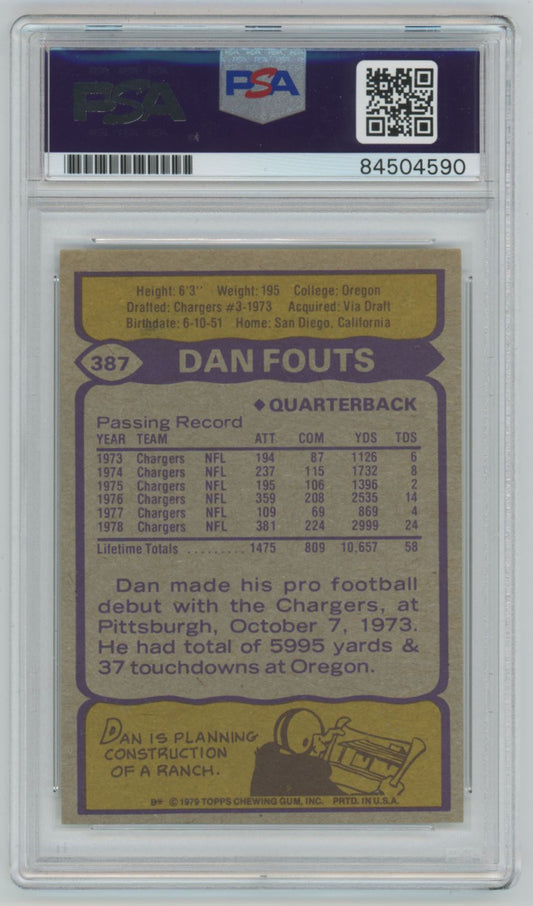 PSA
PSA
84504590
Height: 6'3" Weight: 195 College: Oregon
Drafted: Chargers #3-1973 Acquired: Via Draft
Birthdate: 6-10-51 Home: San Diego, California
387 DAN FOUTS
◆ QUARTERBACK
Passing Record
YEAR TEAM ATT COM YDS TDS
1973 Chargers NFL 194 87 1126 6
1974 Chargers NFL 237 115 1732 8
1975 Chargers NFL 195 106 1396 2
1976 Chargers NFL 359 208 2535 14
1977 Chargers NFL 109 69 869 4
1978 Chargers NFL 381 224 2999 24
Lifetime Totals .......... 1475 809 10,657 58
Dan made his pro football
debut with the Chargers, at
Pittsburgh, October 7, 1973.
He had total of 5995 yards &
37 touchdowns at Oregon.
DAN IS PLANNING
CONSTRUCTION
OF A RANCH.
B* © 1979 TOPPS CHEWING GUM, INC. PRTD. IN U.S.A.